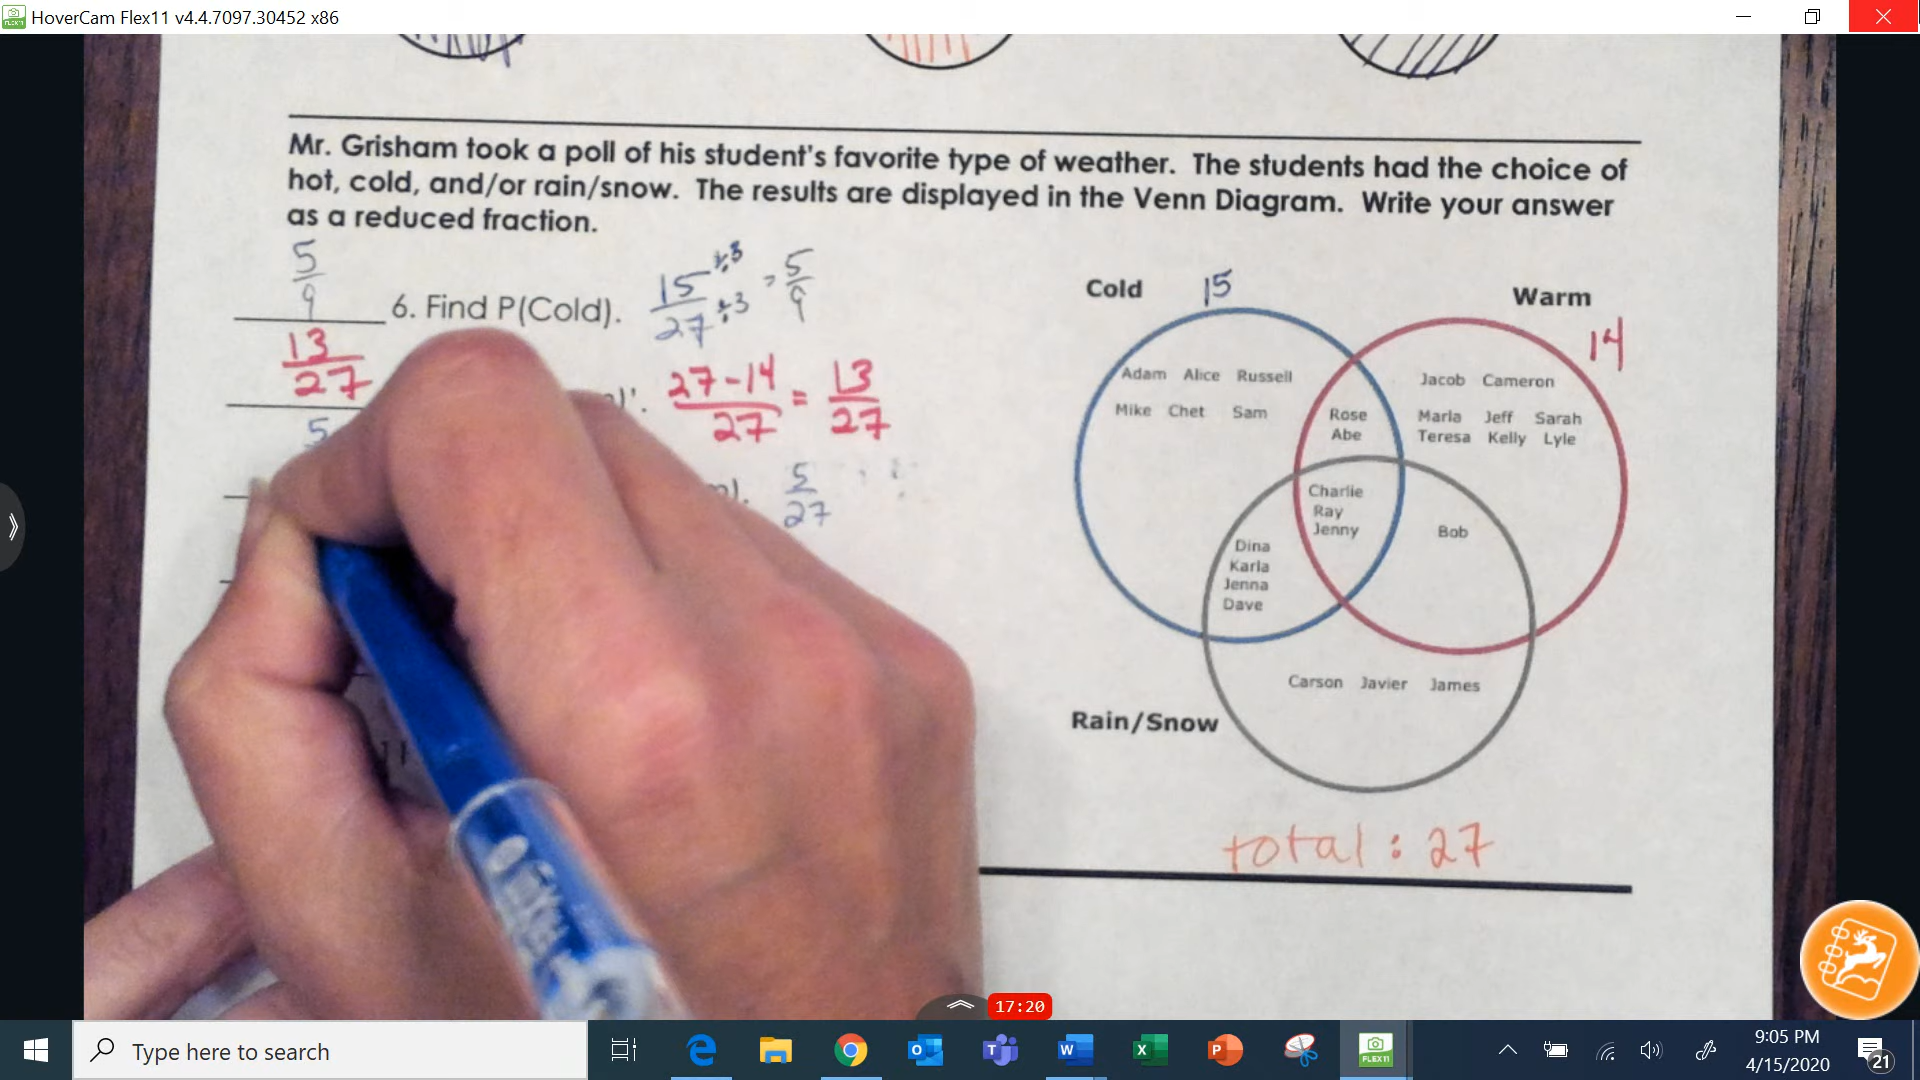 HoverCam Flex11 v4.4.7097.30452 x86
Mr. Grisham took a poll of his student's favorite type of weather. The students had the choice of
hot, cold, and/or rain/snow. The results are displayed in the Venn Diagram. Write your answer
as a reduced fraction.
5/9 6. Find P(Cold). 15÷3/27÷3 = 5/9
13/27 )'. 27-14/27 = 13/27
5 ). 5/27
Cold 15
Warm 14
Adam Alice Russell
Mike Chet Sam
Rose
Abe
Jacob Cameron
Marla Jeff Sarah
Teresa Kelly Lyle
Charlie
Ray
Jenny
Bob
Dina
Karla
Jenna
Dave
Carson Javier James
Rain/Snow
total: 27
17:20
Type here to search
FLEX11
9:05 PM
4/15/2020
21